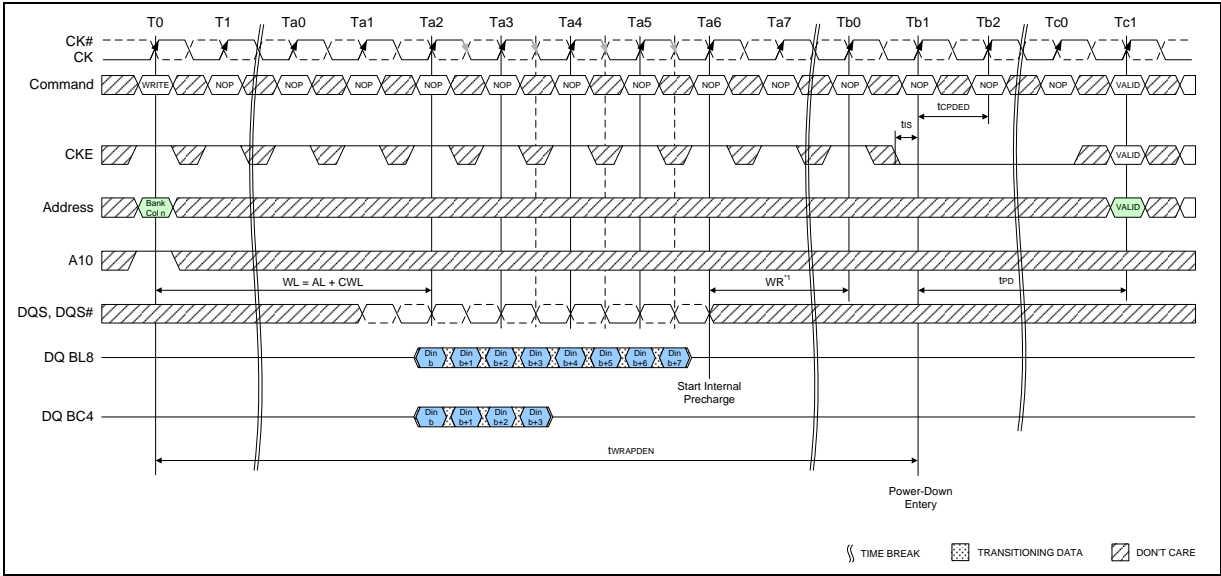 T0 T1 Ta0 Ta1 Ta2 Ta3 Ta4 Ta5 Ta6 Ta7 Tb0 Tb1 Tb2 Tc0 Tc1
CK#
CK
Command WRITE NOP NOP NOP NOP NOP NOP NOP NOP NOP NOP NOP NOP NOP VALID
tCPDED
tIS
CKE VALID
Address Bank Col n VALID
A10
WL = AL + CWL WR*1 tPD
DQS, DQS#
DQ BL8 Din b Din b+1 Din b+2 Din b+3 Din b+4 Din b+5 Din b+6 Din b+7
Start Internal
Precharge
DQ BC4 Din b Din b+1 Din b+2 Din b+3
tWRAPDEN
Power-Down
Entery
TIME BREAK TRANSITIONING DATA DON'T CARE